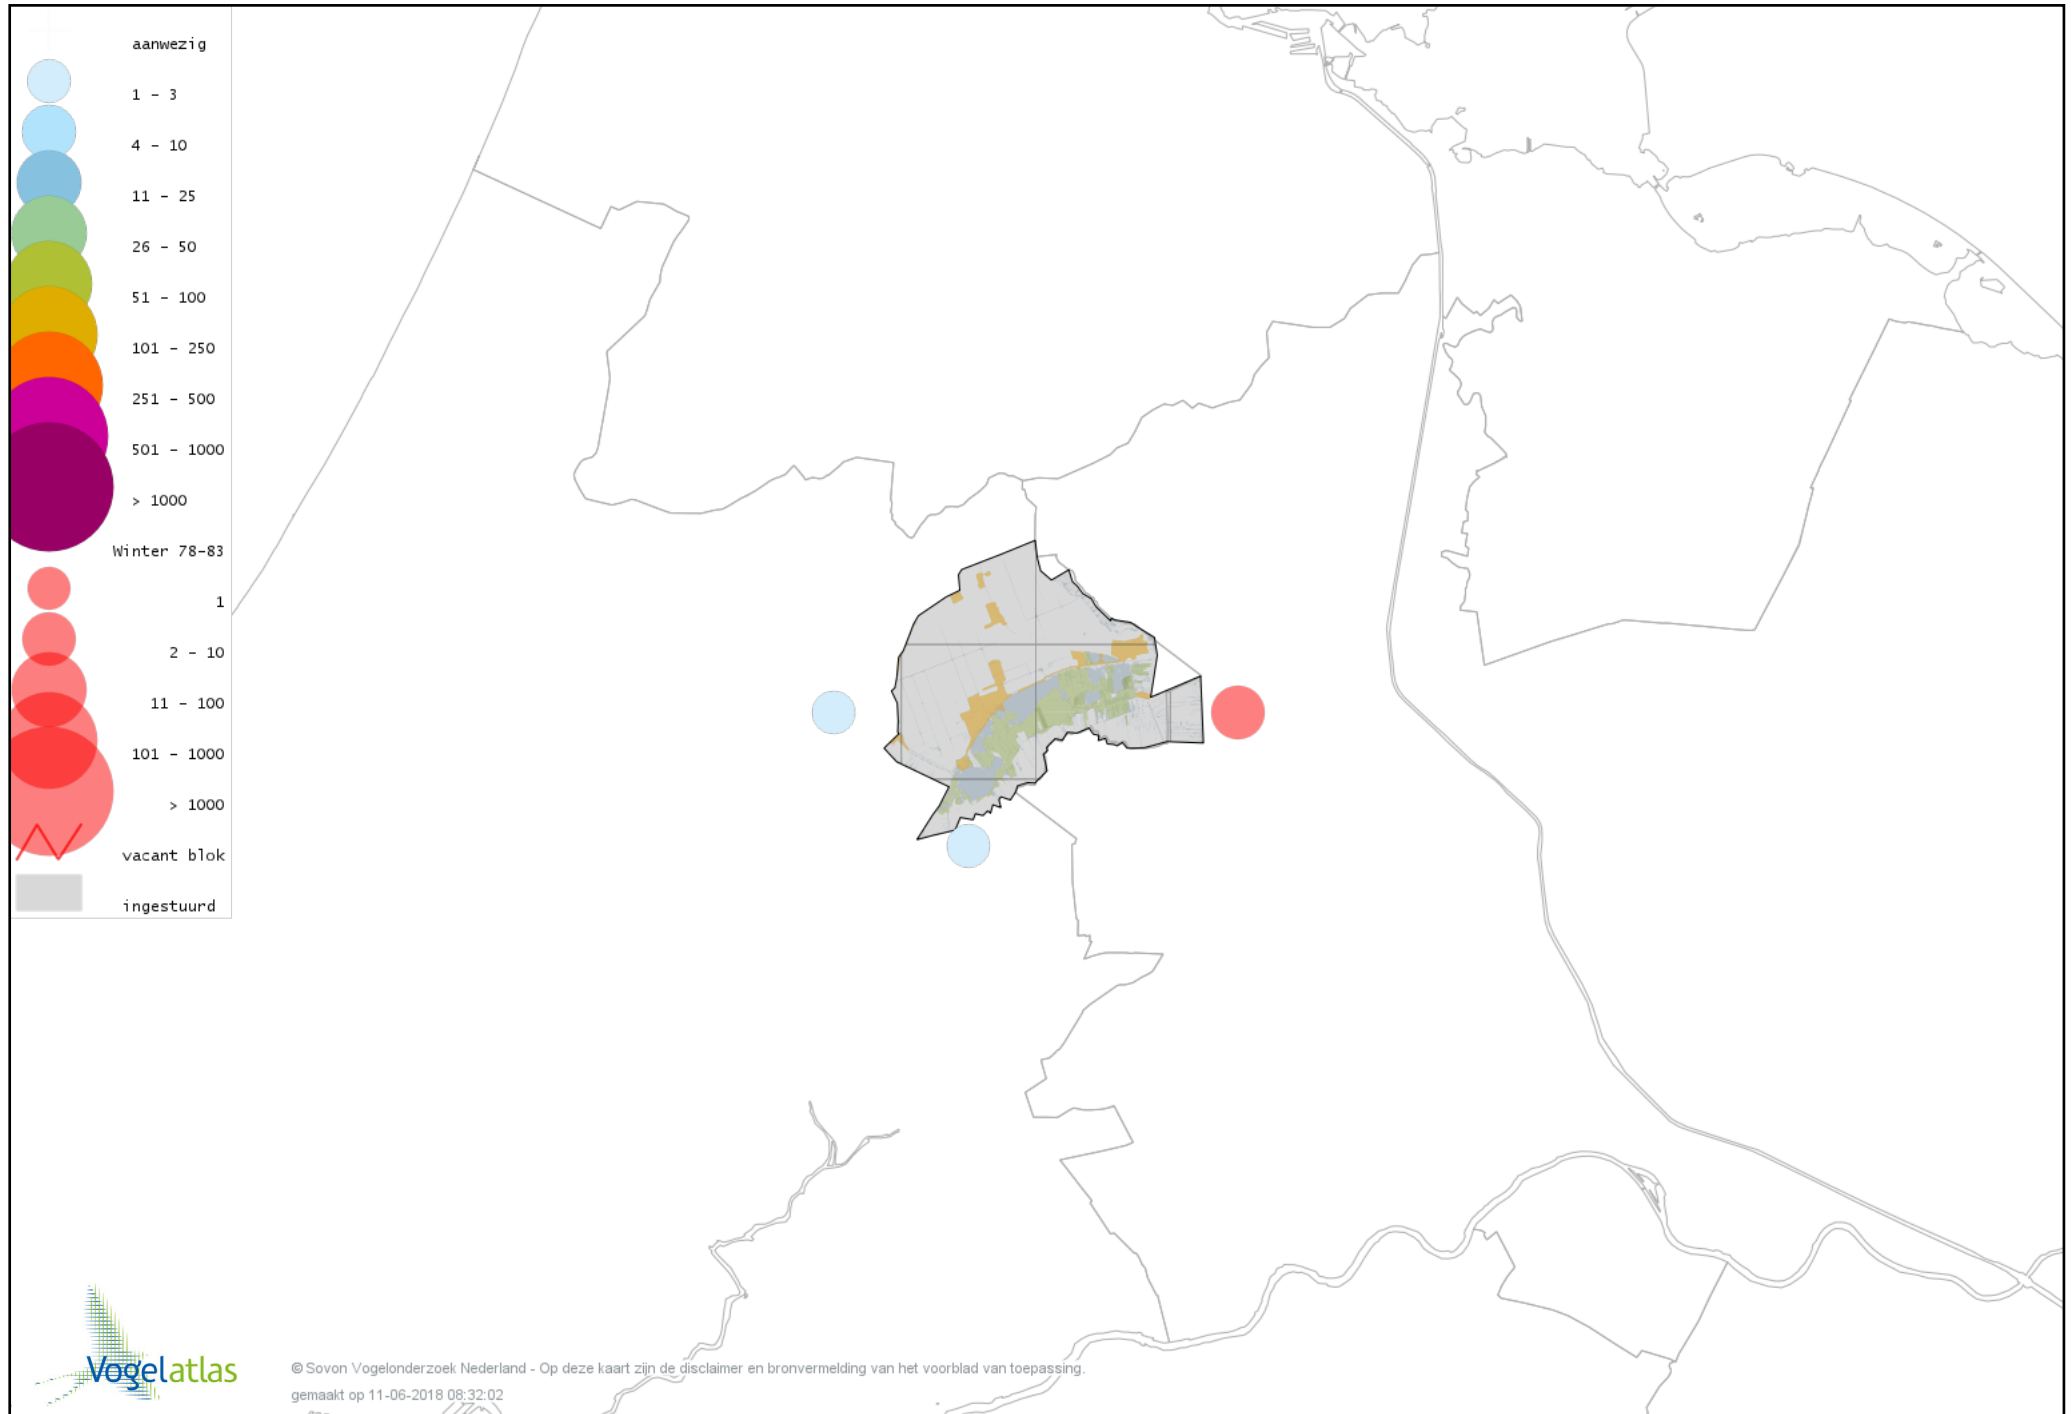 aanwezig
1 - 3
4 - 10
11 - 25
26 - 50
51 - 100
101 - 250
251 - 500
501 - 1000
> 1000
Winter 78-83
1
2 - 10
11 - 100
101 - 1000
> 1000
vacant blok
ingestuurd
Vogelatlas
© Sovon Vogelonderzoek Nederland - Op deze kaart zijn de disclaimer en bronvermelding van het voorblad van toepassing.
gemaakt op 11-06-2018 08:32:02